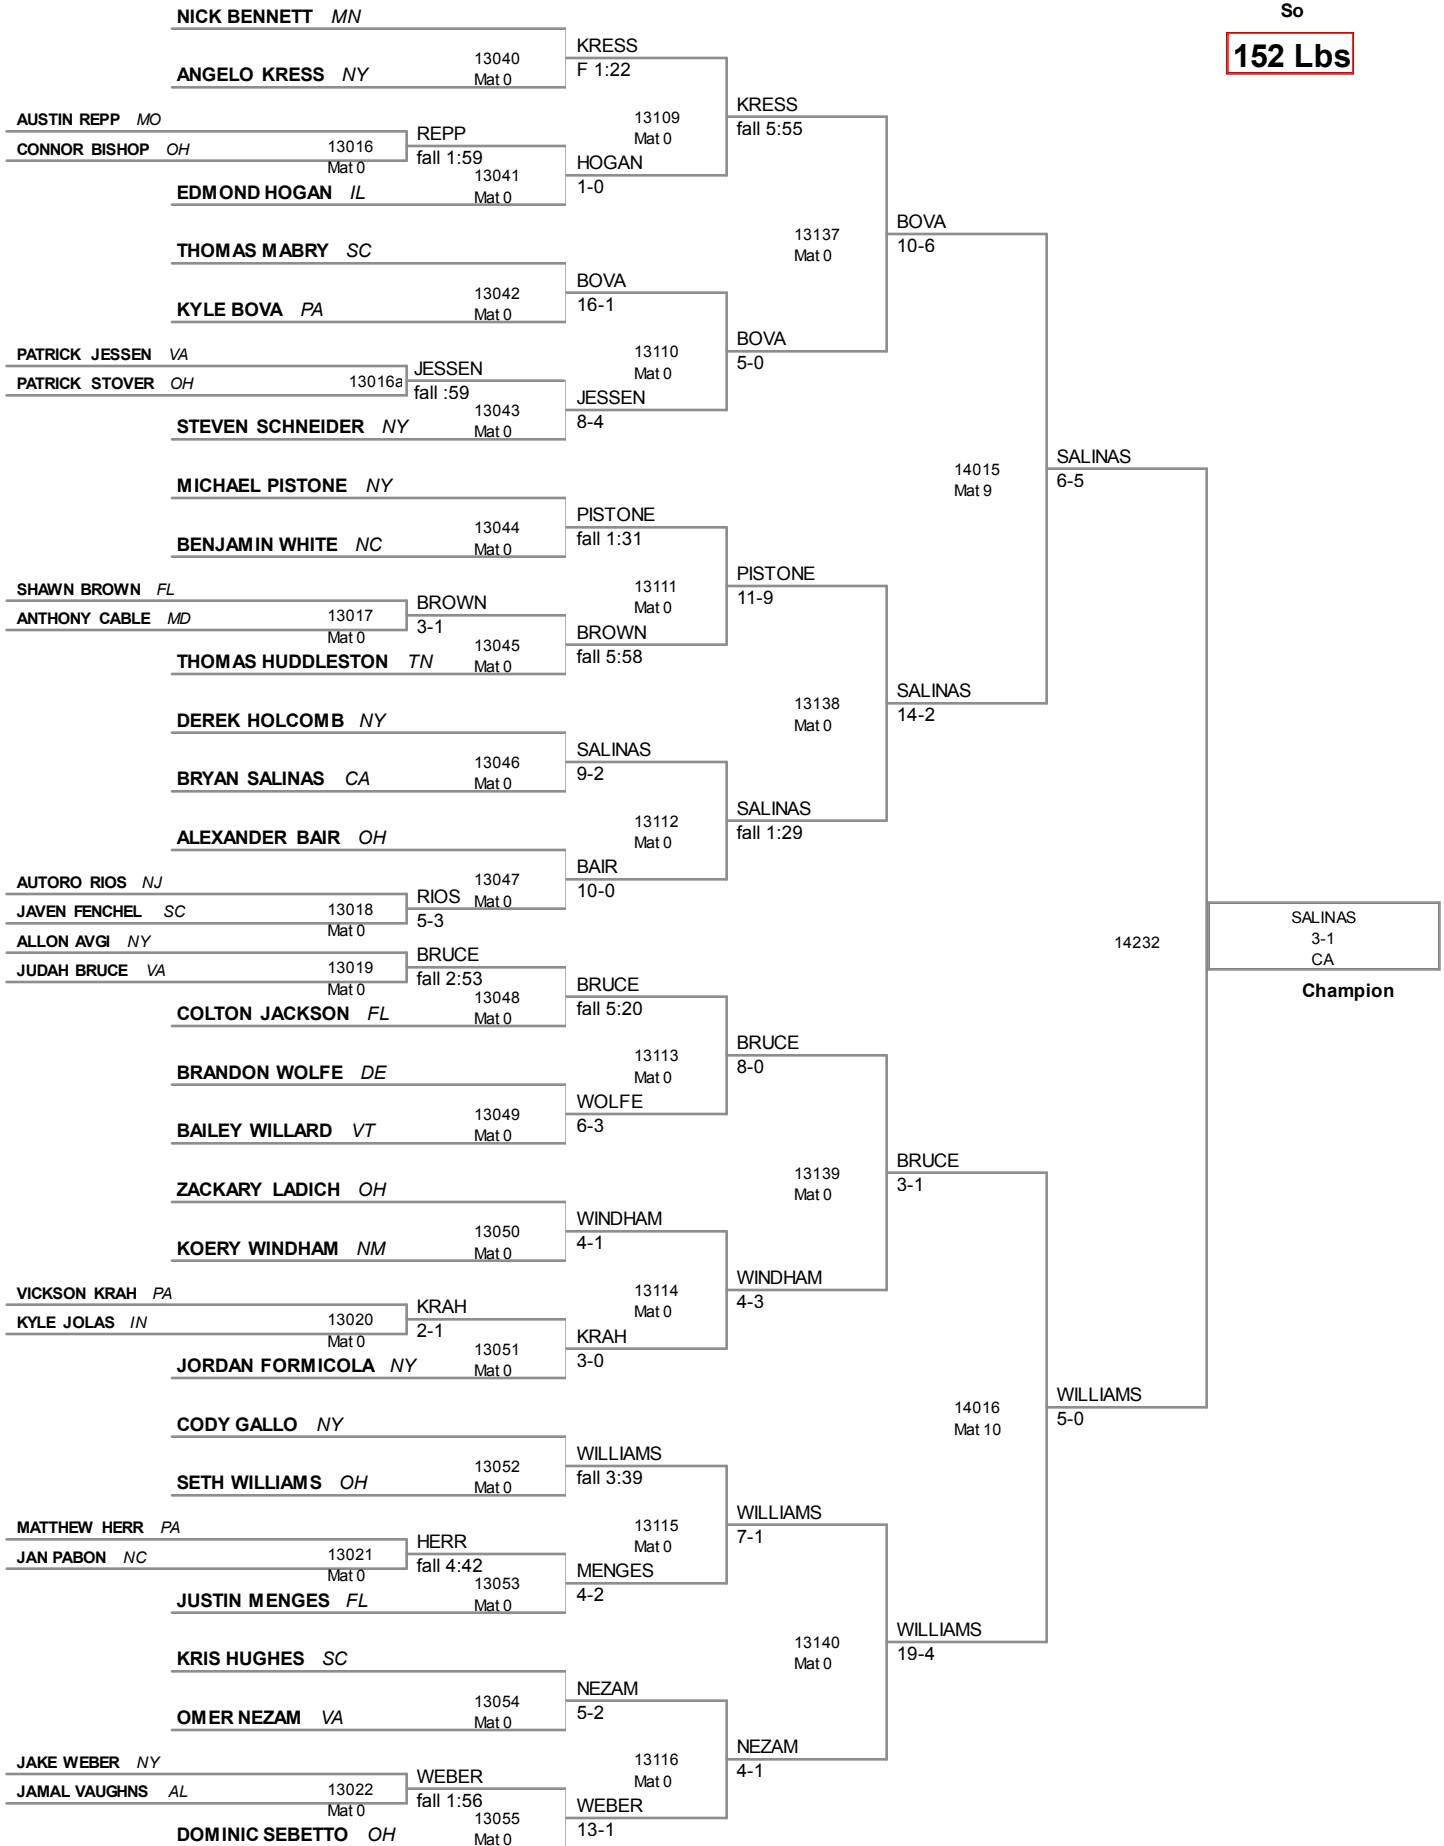 So
152 Lbs
NICK BENNETT MN
KRESS
13040
F 1:22
ANGELO KRESS NY
Mat 0
KRESS
13109
AUSTIN REPP MO
fall 5:55
REPP
Mat 0
CONNOR BISHOP OH
13016
fall 1:59
HOGAN
Mat 0
13041
1-0
EDMOND HOGAN IL
Mat 0
BOVA
13137
10-6
THOMAS MABRY SC
Mat 0
BOVA
13042
16-1
KYLE BOVA PA
Mat 0
BOVA
PATRICK JESSEN VA
13110
5-0
JESSEN
Mat 0
PATRICK STOVER OH
13016a
fall :59
JESSEN
13043
8-4
STEVEN SCHNEIDER NY
Mat 0
SALINAS
14015
6-5
MICHAEL PISTONE NY
Mat 9
PISTONE
13044
fall 1:31
BENJAMIN WHITE NC
Mat 0
PISTONE
SHAWN BROWN FL
13111
11-9
BROWN
Mat 0
ANTHONY CABLE MD
13017
3-1
BROWN
Mat 0
13045
fall 5:58
THOMAS HUDDLESTON TN
Mat 0
SALINAS
13138
14-2
DEREK HOLCOMB NY
Mat 0
SALINAS
13046
9-2
BRYAN SALINAS CA
Mat 0
SALINAS
13112
fall 1:29
ALEXANDER BAIR OH
Mat 0
BAIR
AUTORO RIOS NJ
13047
10-0
RIOS
Mat 0
JAVEN FENCHEL SC
13018
5-3
Mat 0
SALINAS
3-1
CA
Champion
14232
ALLON AVGI NY
BRUCE
JUDAH BRUCE VA
13019
fall 2:53
BRUCE
Mat 0
13048
fall 5:20
COLTON JACKSON FL
Mat 0
BRUCE
13113
8-0
BRANDON WOLFE DE
Mat 0
WOLFE
13049
6-3
BAILEY WILLARD VT
Mat 0
BRUCE
13139
3-1
ZACKARY LADICH OH
Mat 0
WINDHAM
13050
4-1
KOERY WINDHAM NM
Mat 0
WINDHAM
VICKSON KRAH PA
13114
4-3
KRAH
Mat 0
KYLE JOLAS IN
13020
2-1
KRAH
Mat 0
13051
3-0
JORDAN FORMICOLA NY
Mat 0
WILLIAMS
14016
5-0
CODY GALLO NY
Mat 10
WILLIAMS
13052
fall 3:39
SETH WILLIAMS OH
Mat 0
WILLIAMS
MATTHEW HERR PA
13115
7-1
HERR
Mat 0
JAN PABON NC
13021
fall 4:42
MENGES
Mat 0
13053
4-2
JUSTIN MENGES FL
Mat 0
WILLIAMS
13140
19-4
KRIS HUGHES SC
Mat 0
NEZAM
13054
5-2
OMER NEZAM VA
Mat 0
NEZAM
JAKE WEBER NY
13116
4-1
WEBER
Mat 0
JAMAL VAUGHNS AL
13022
fall 1:56
WEBER
Mat 0
13055
13-1
DOMINIC SEBETTO OH
Mat 0